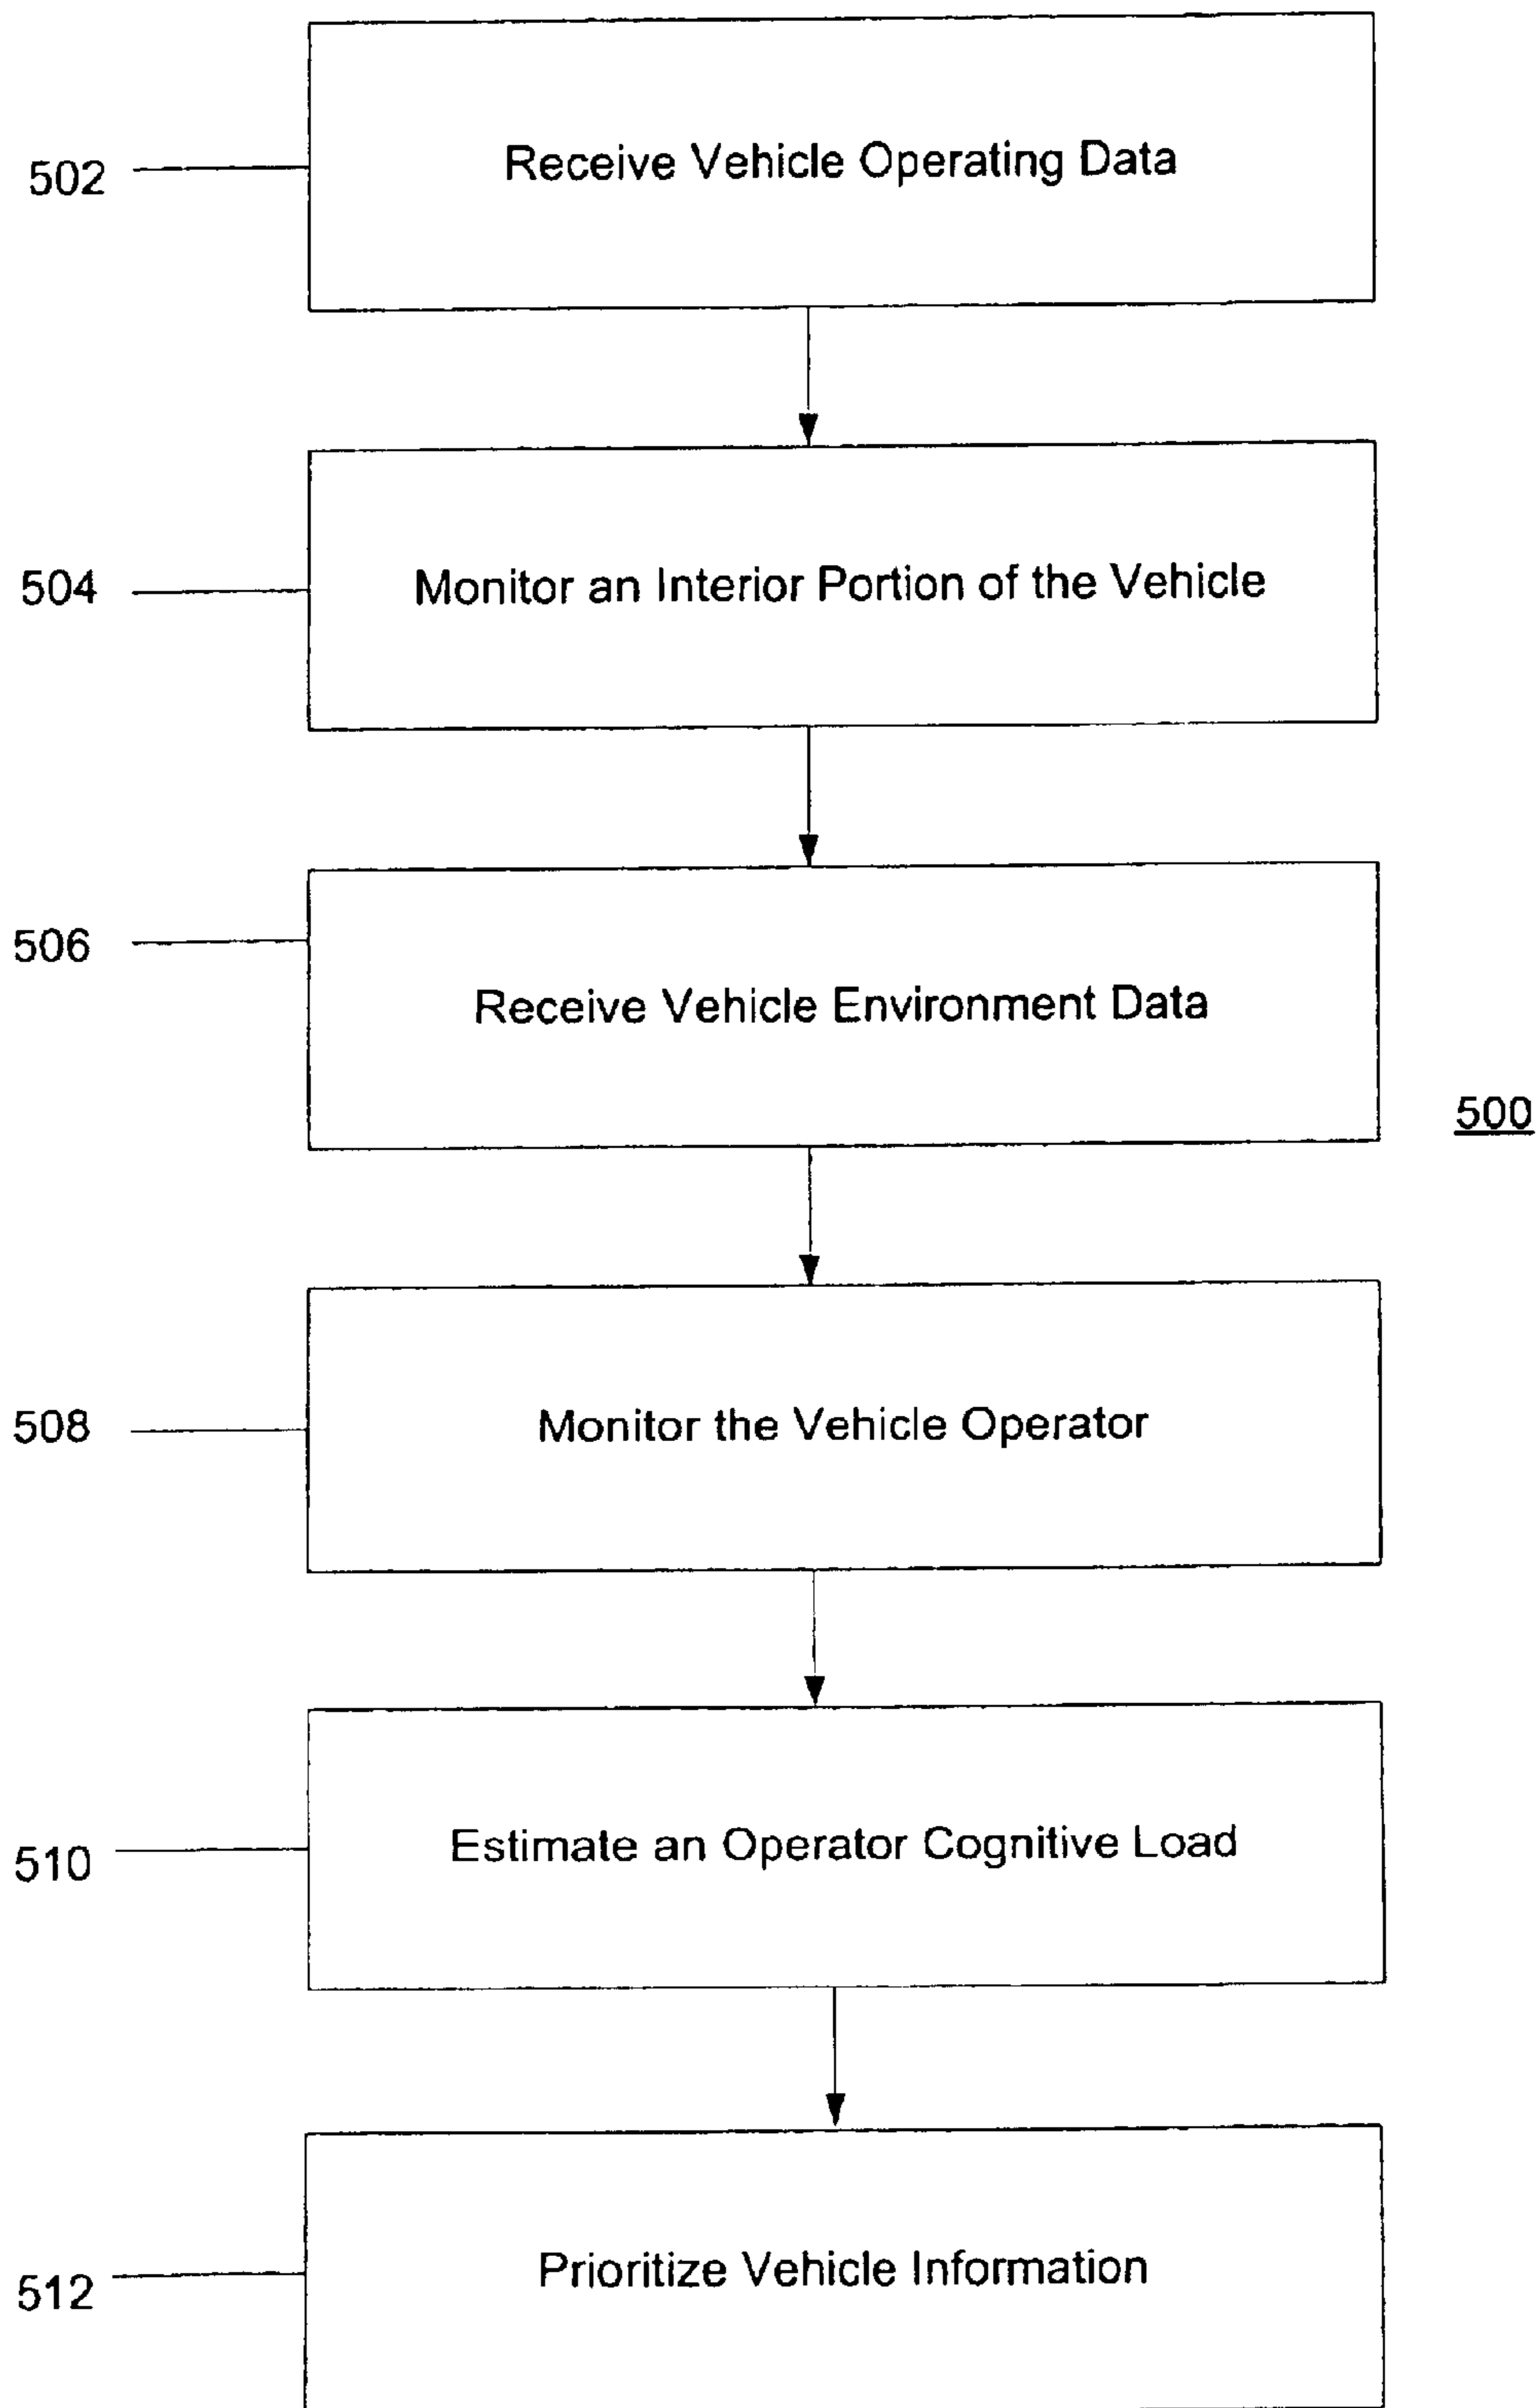 502
Receive Vehicle Operating Data
504
Monitor an Interior Portion of the Vehicle
506
Receive Vehicle Environment Data
500
508
Monitor the Vehicle Operator
510
Estimate an Operator Cognitive Load
512
Prioritize Vehicle Information